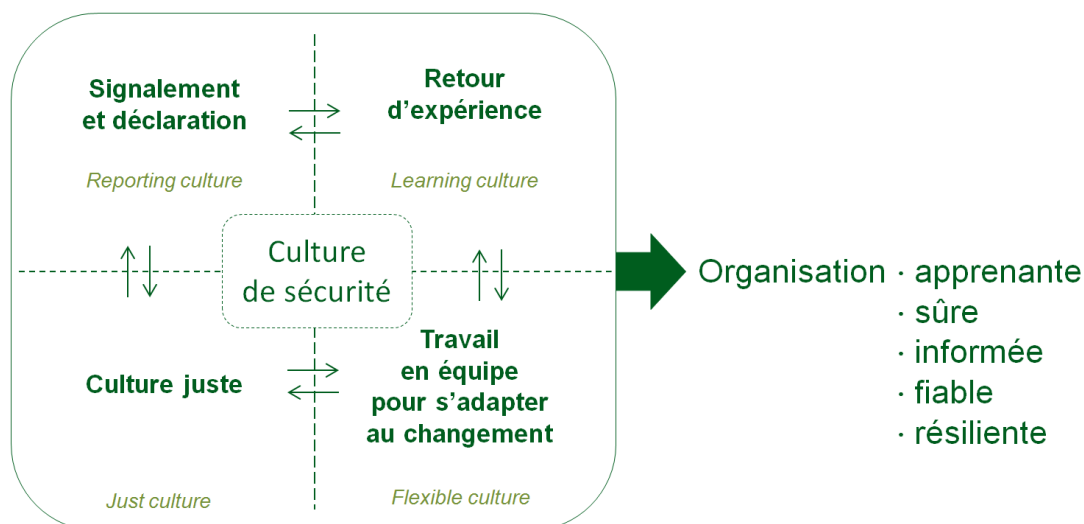 Signalement
et déclaration
Reporting culture
Retour
d’expérience
Learning culture
Culture
de sécurité
Culture juste
Just culture
Travail
en équipe
pour s’adapter
au changement
Flexible culture
Organisation · apprenante
· sûre
· informée
· fiable
· résiliente